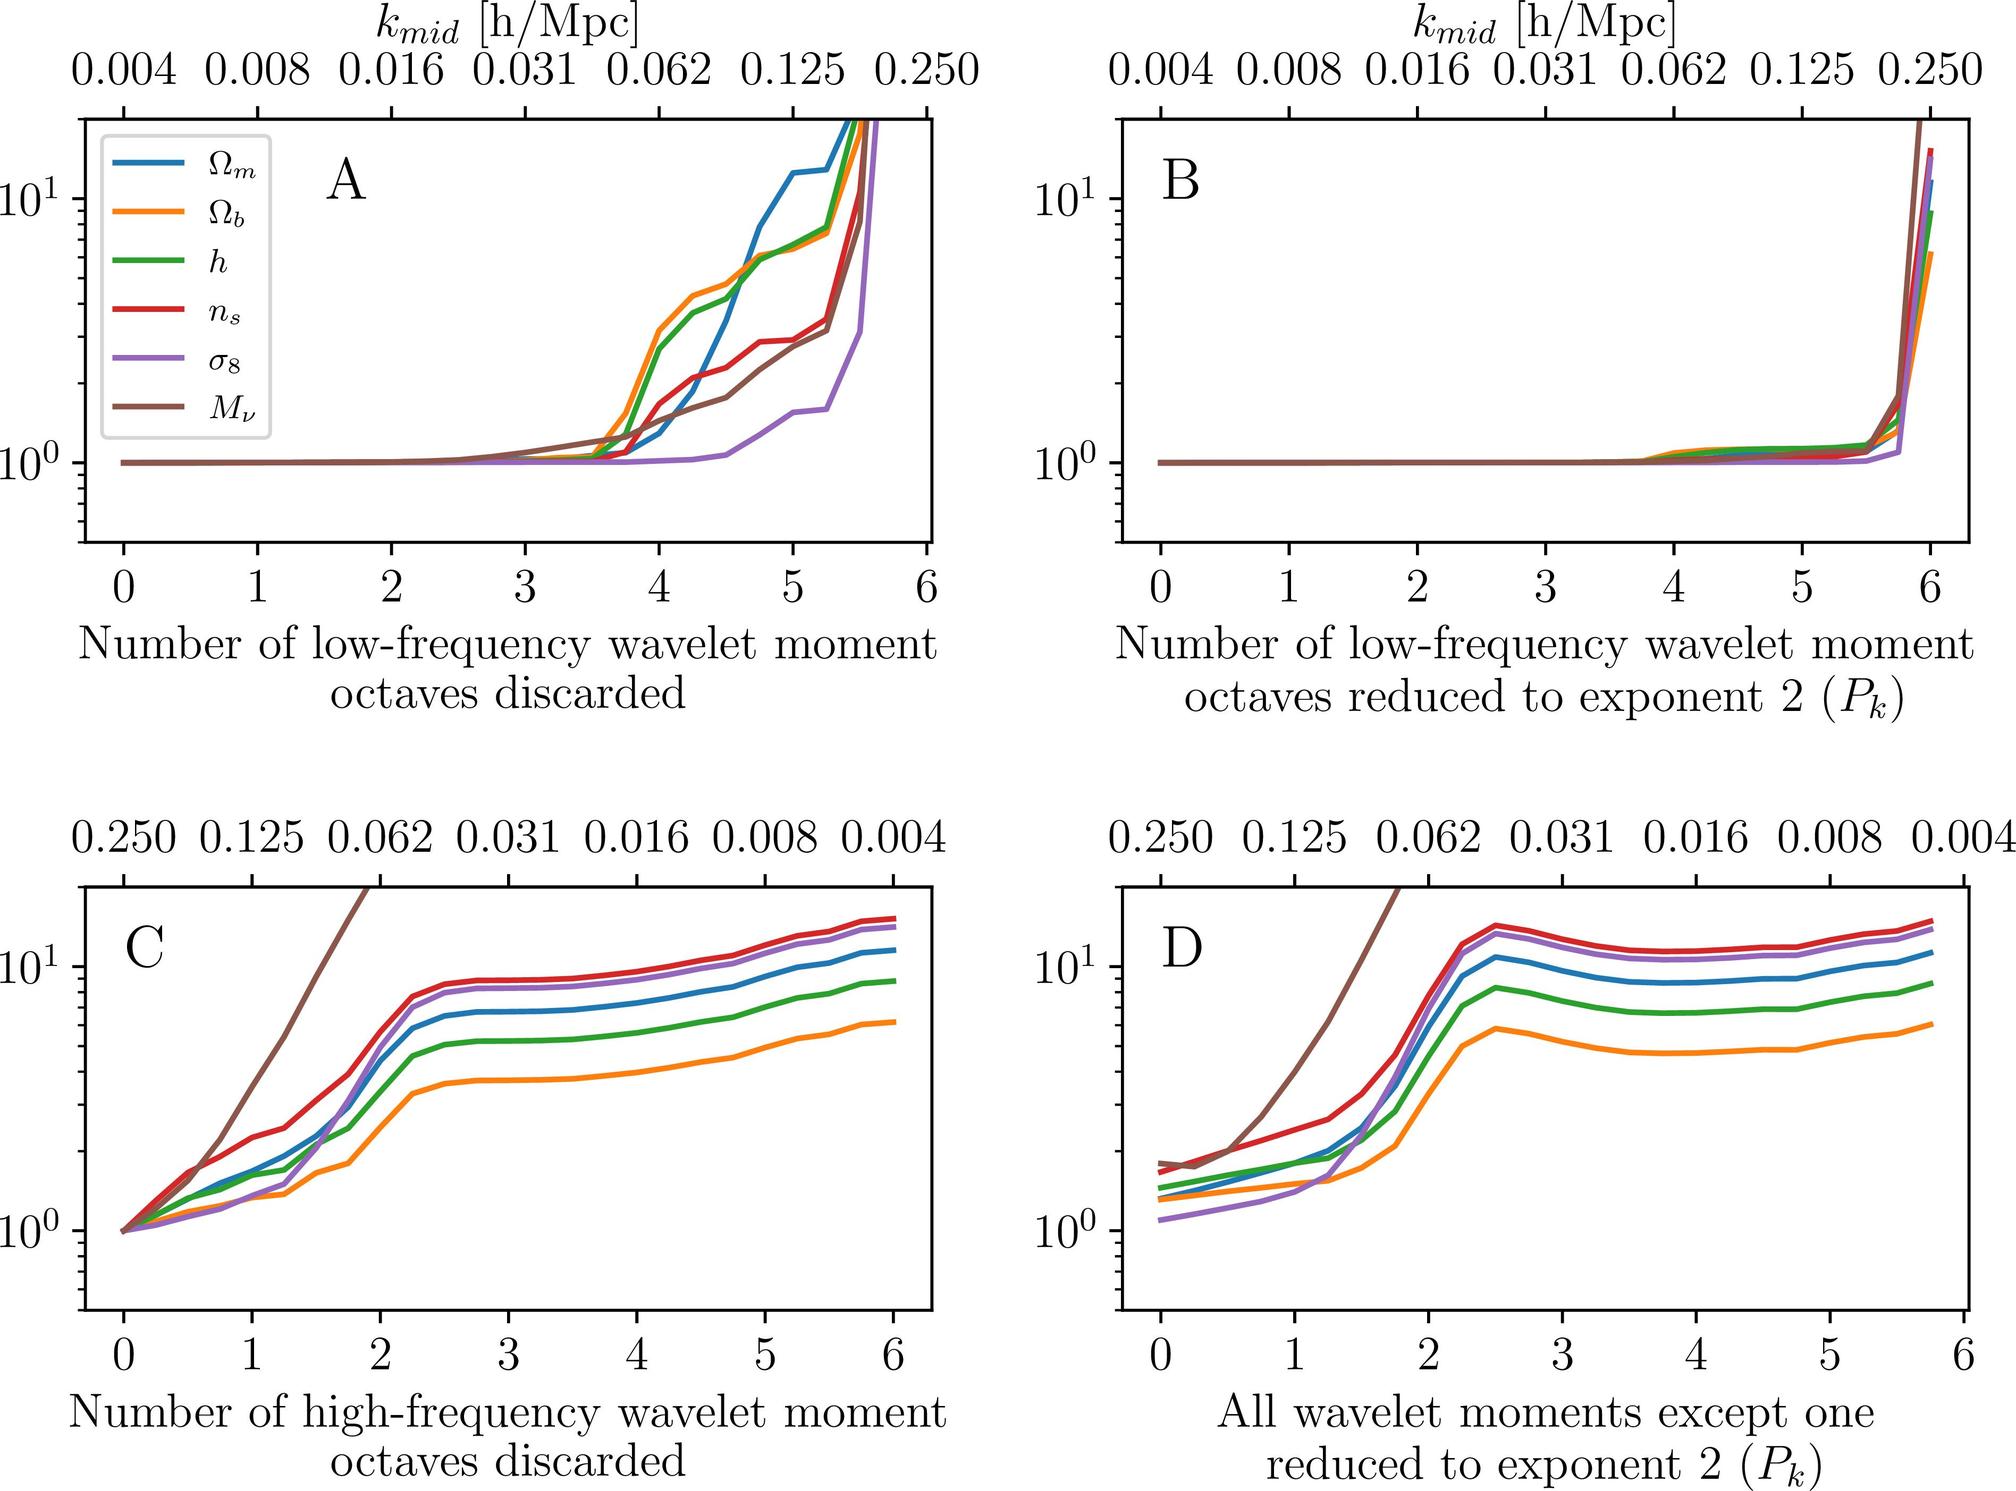 k_mid [h/Mpc]
0.004 0.008 0.016 0.031 0.062 0.125 0.250
10^1
10^0
Ω_m
Ω_b
h
n_s
σ_8
M_ν
A
0 1 2 3 4 5 6
Number of low-frequency wavelet moment
octaves discarded
k_mid [h/Mpc]
0.004 0.008 0.016 0.031 0.062 0.125 0.250
10^1
10^0
B
0 1 2 3 4 5 6
Number of low-frequency wavelet moment
octaves reduced to exponent 2 (P_k)
0.250 0.125 0.062 0.031 0.016 0.008 0.004
10^1
10^0
C
0 1 2 3 4 5 6
Number of high-frequency wavelet moment
octaves discarded
0.250 0.125 0.062 0.031 0.016 0.008 0.004
10^1
10^0
D
0 1 2 3 4 5 6
All wavelet moments except one
reduced to exponent 2 (P_k)